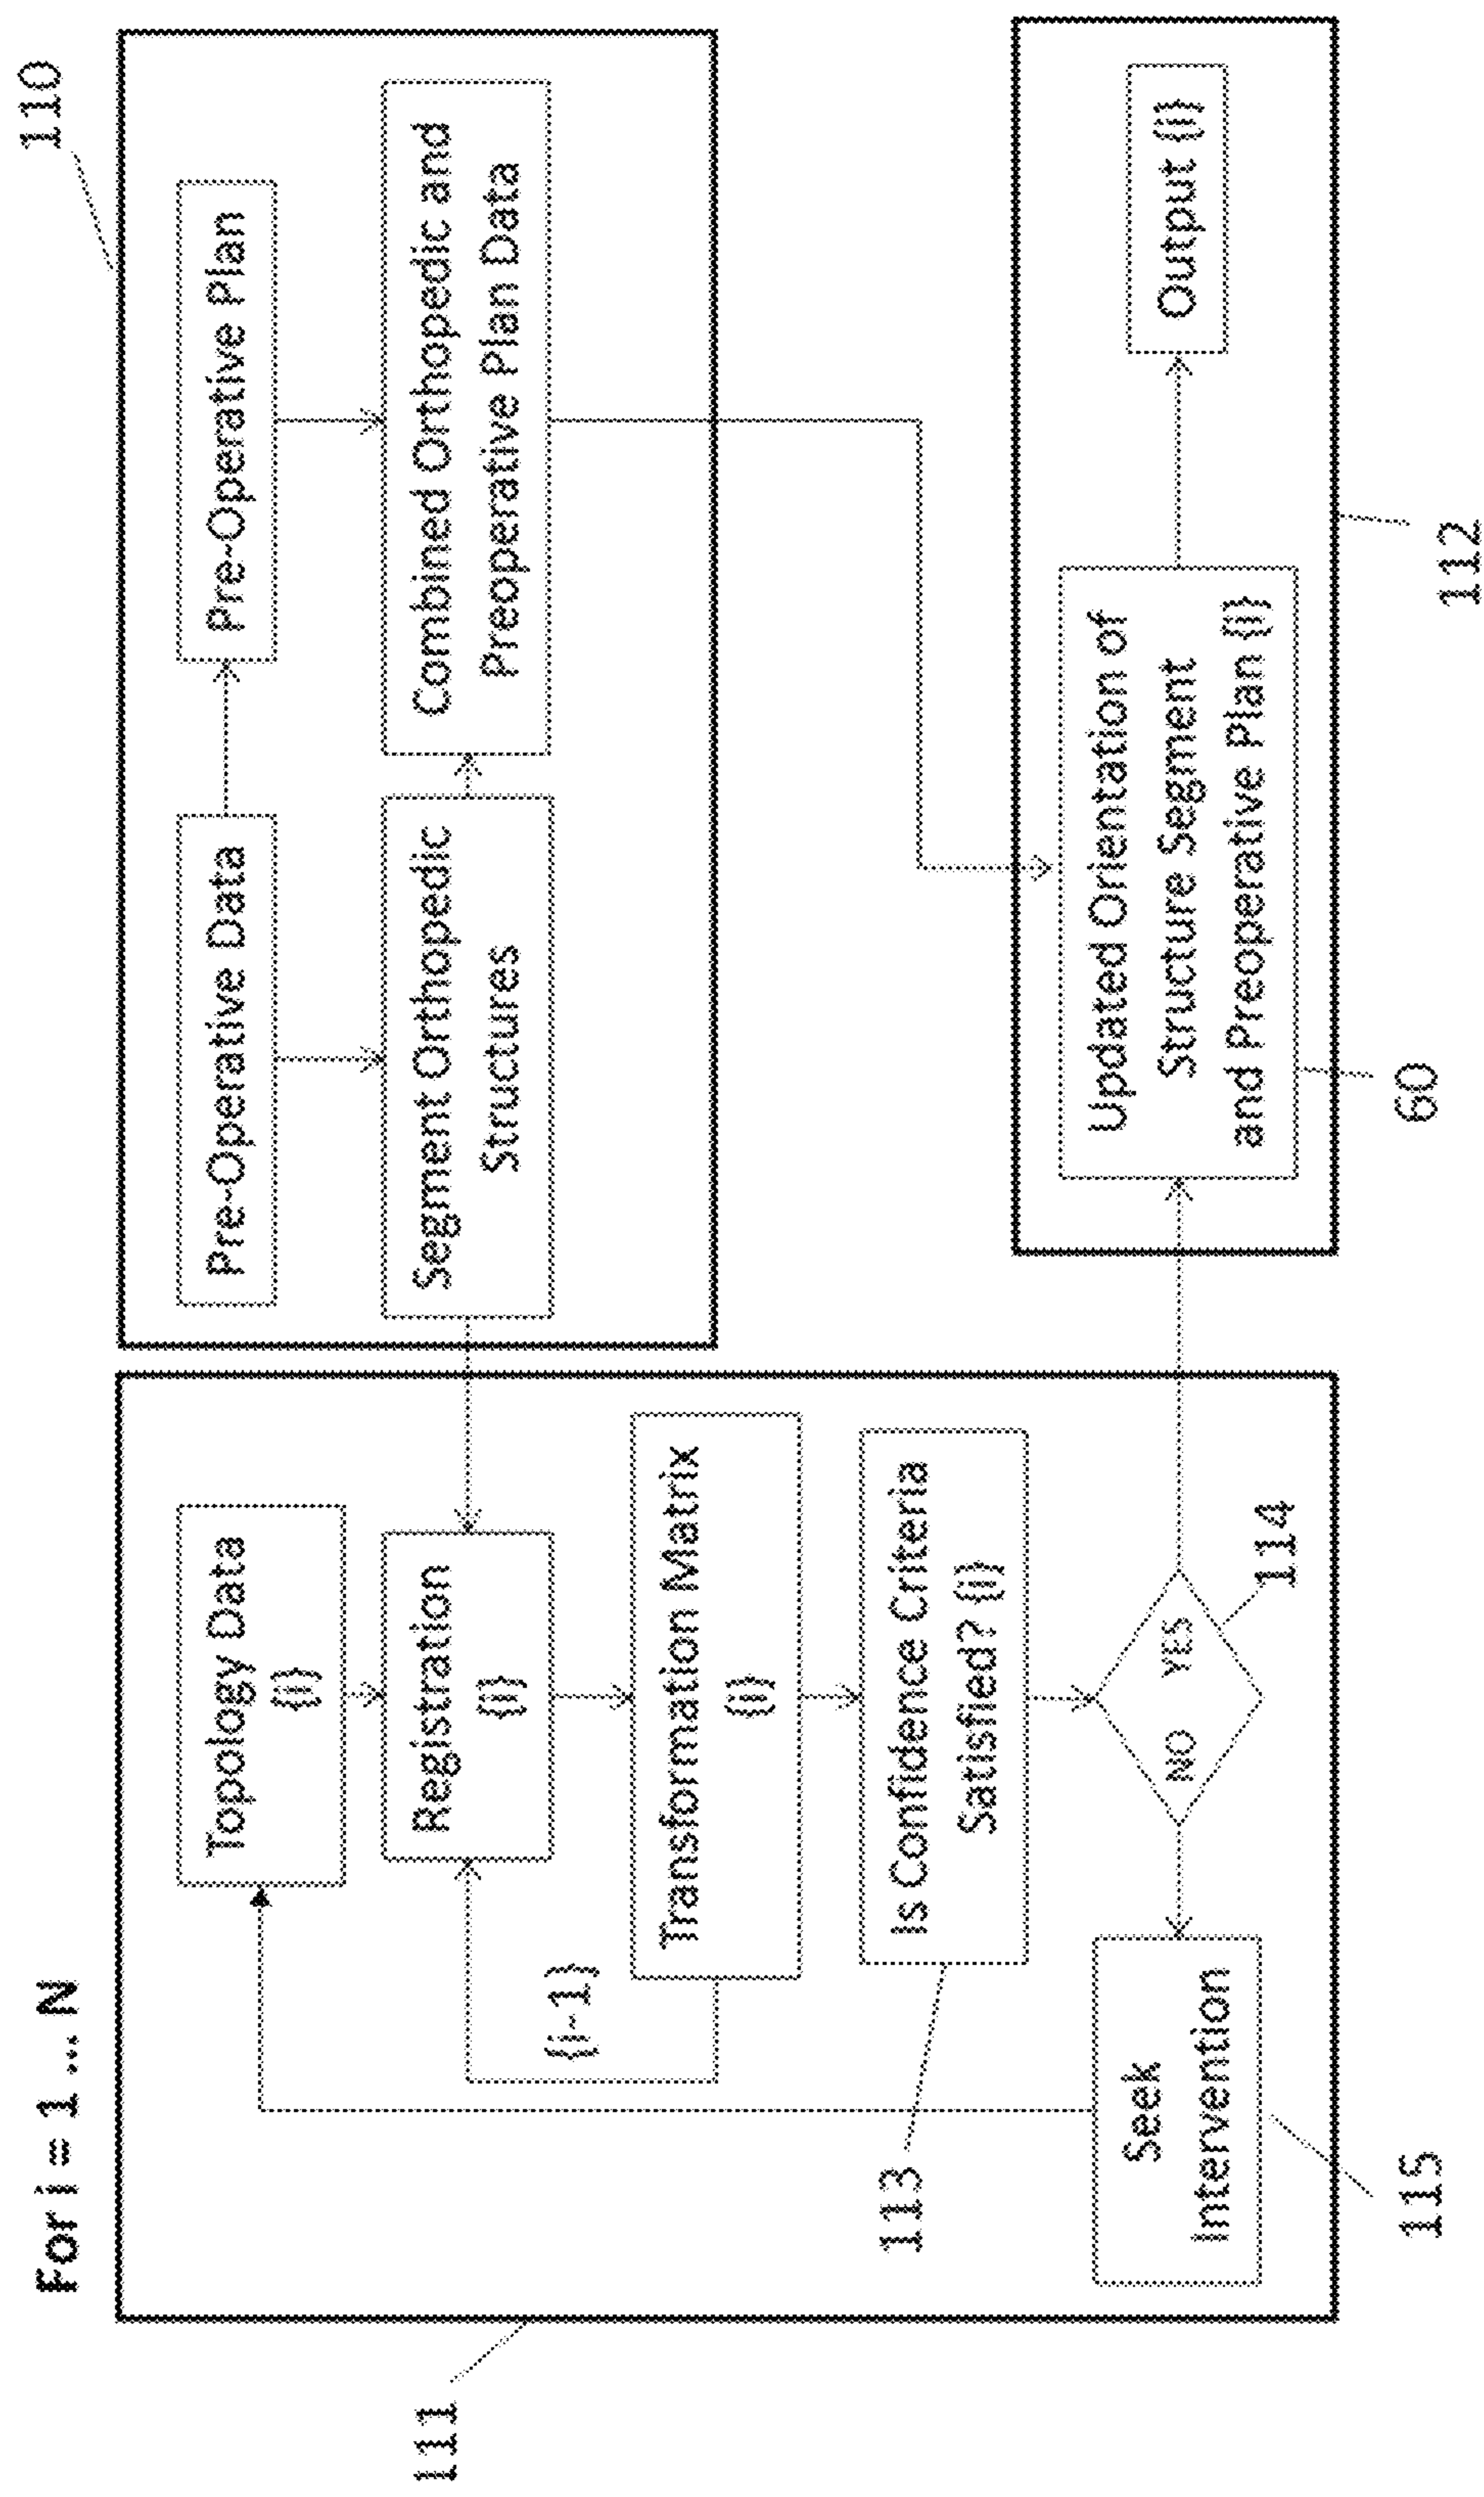 For i = 1 ... N
111
Topology Data
{i}
Registration
{i}
{i-1}
Transformation Matrix
{i}
113
Is Confidence Criteria
Satisfied? {i}
NO YES
114
Seek
Intervention
115
110
Pre-Operative Data
Pre-Operative Plan
Segment Orthopedic
Structures
Combined Orthopedic and
Preoperative Plan Data
Updated Orientation of
Structure Segment
and Preoperative Plan {i}
60
Output {i}
112